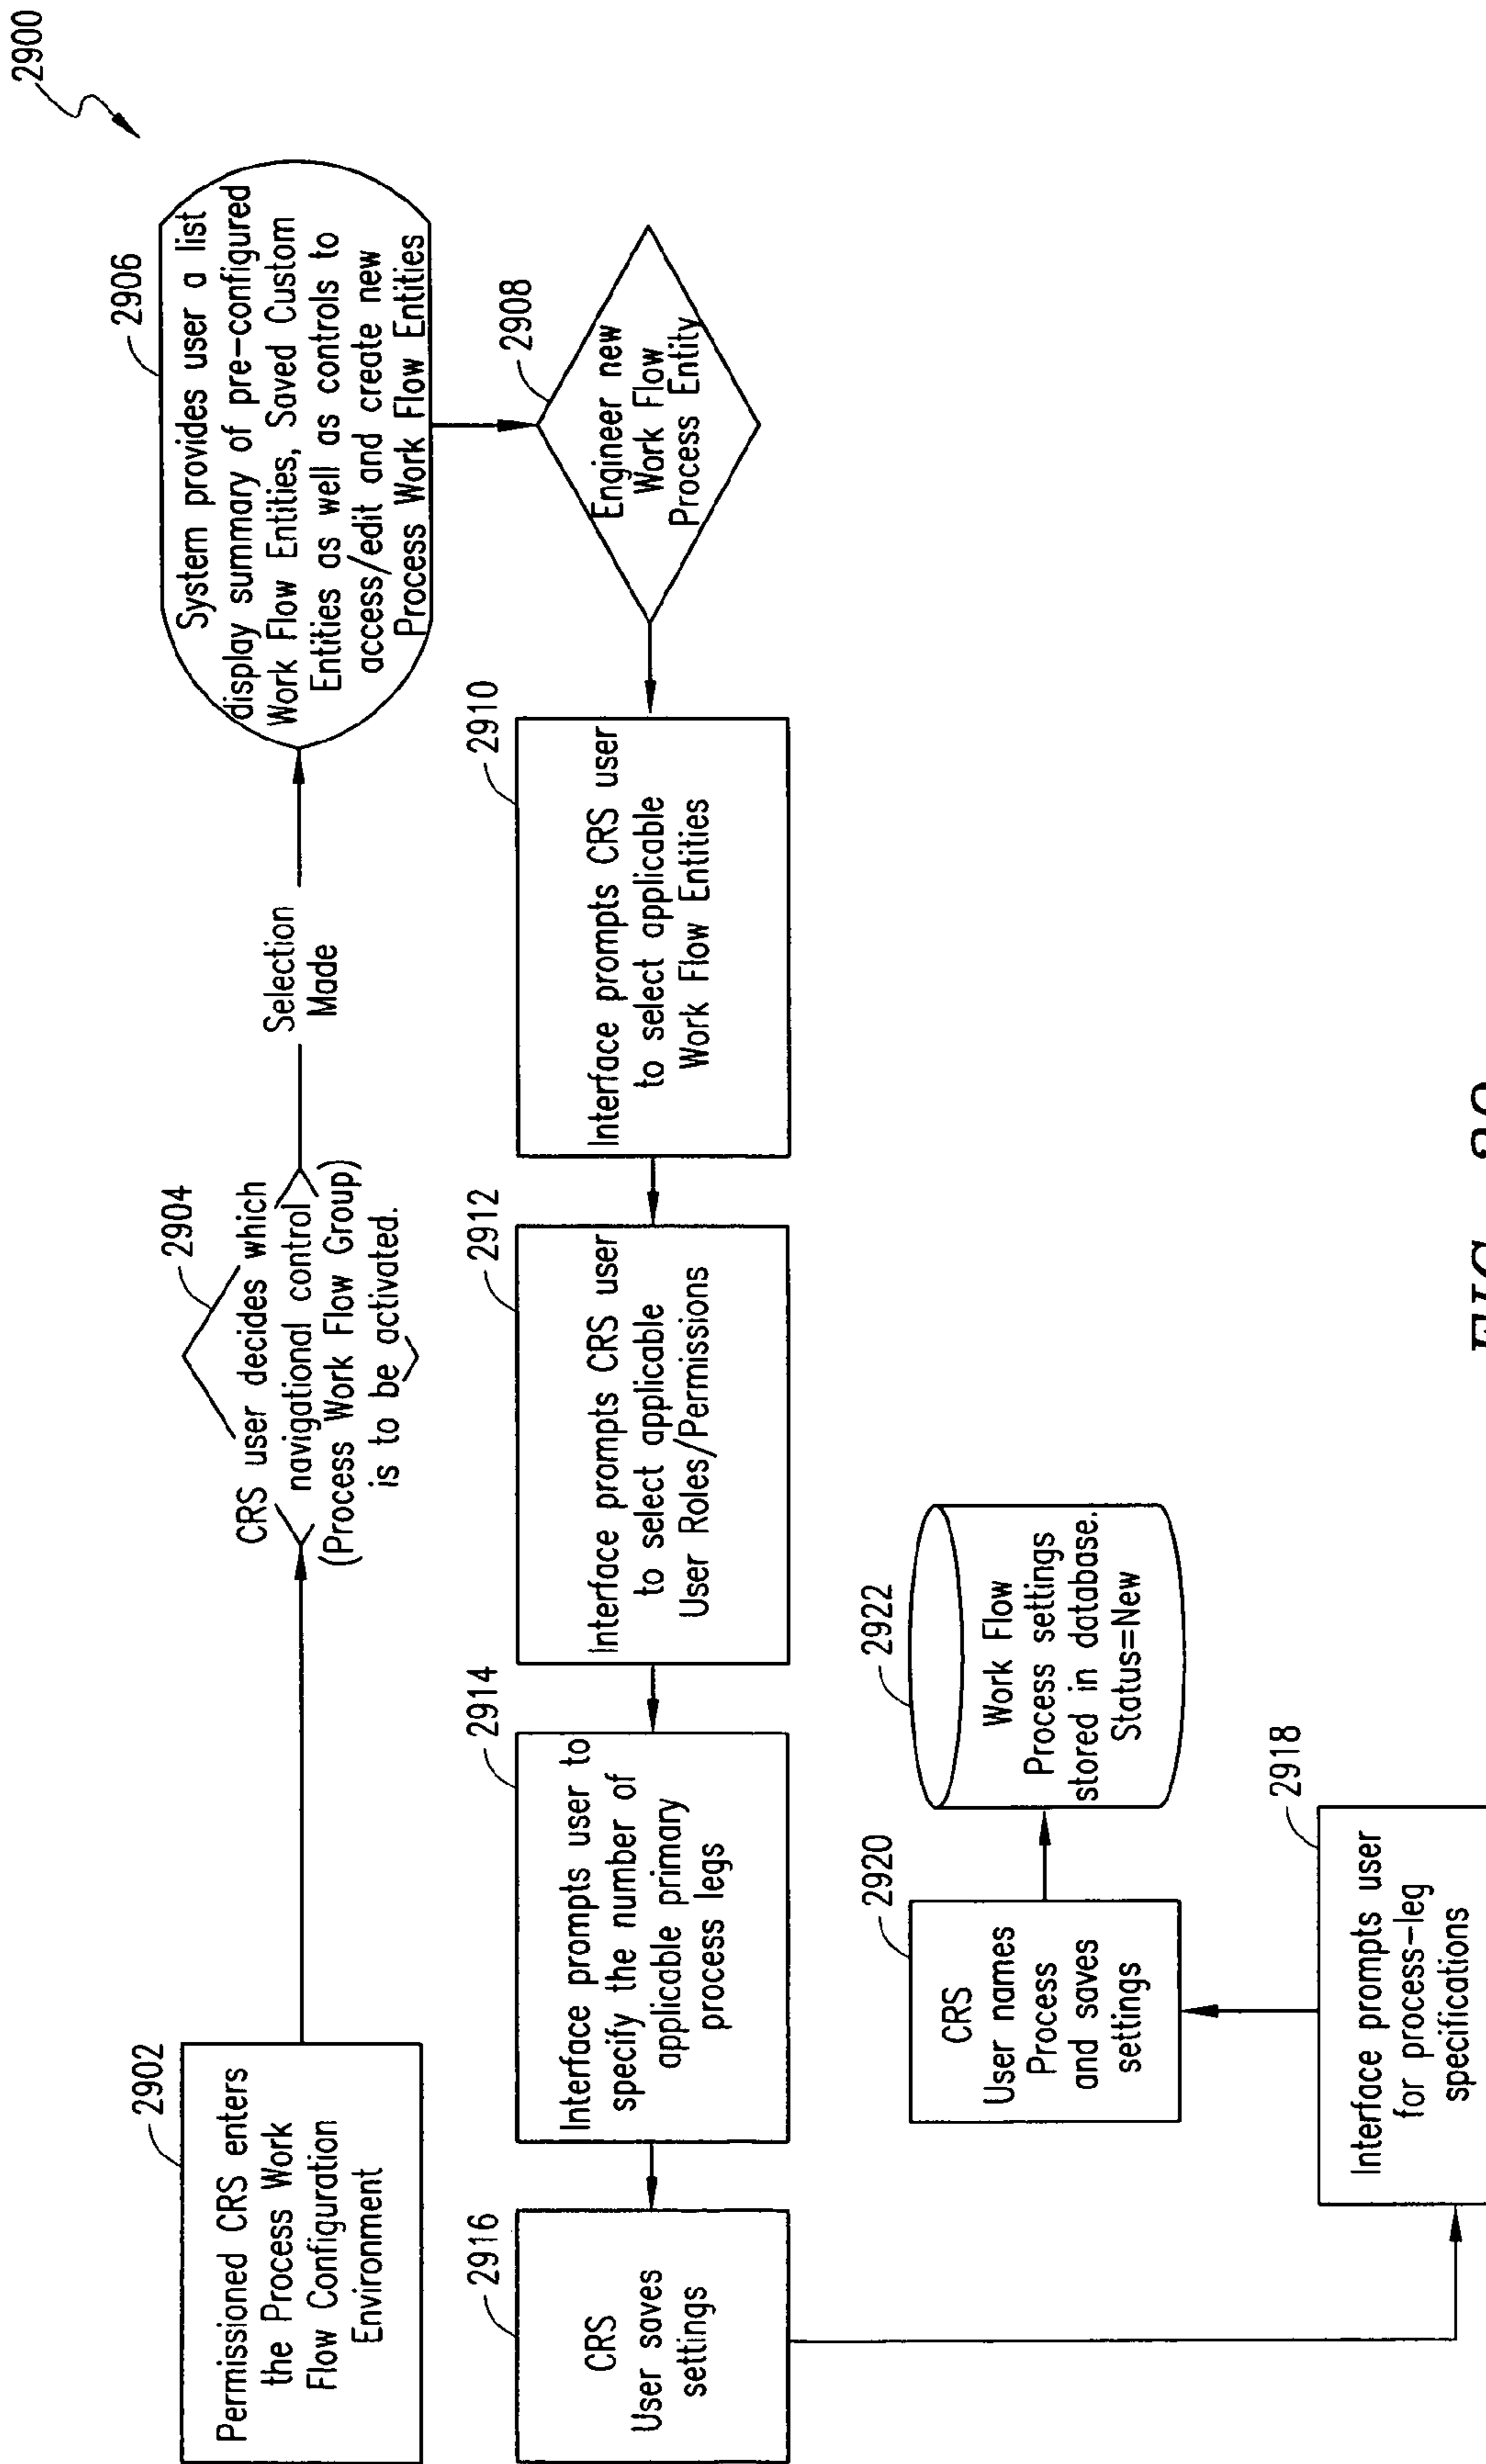 2900
2902
Permissioned CRS enters
the Process Work
Flow Configuration
Environment
2904
CRS user decides which
navigational control
(Process Work Flow Group)
is to be activated.
Selection
Made
2906
System provides user a list
display summary of pre-configured
Work Flow Entities, Saved Custom
Entities as well as controls to
access/edit and create new
Process Work Flow Entities
2908
Engineer new
Work Flow
Process Entity
2910
Interface prompts CRS user
to select applicable
Work Flow Entities
2912
Interface prompts CRS user
to select applicable
User Roles/Permissions
2914
Interface prompts user to
specify the number of
applicable primary
process legs
2916
CRS
User saves
settings
2918
Interface prompts user
for process-leg
specifications
2920
CRS
User names
Process
and saves
settings
2922
Work Flow
Process settings
stored in database.
Status=New
FIG. 29